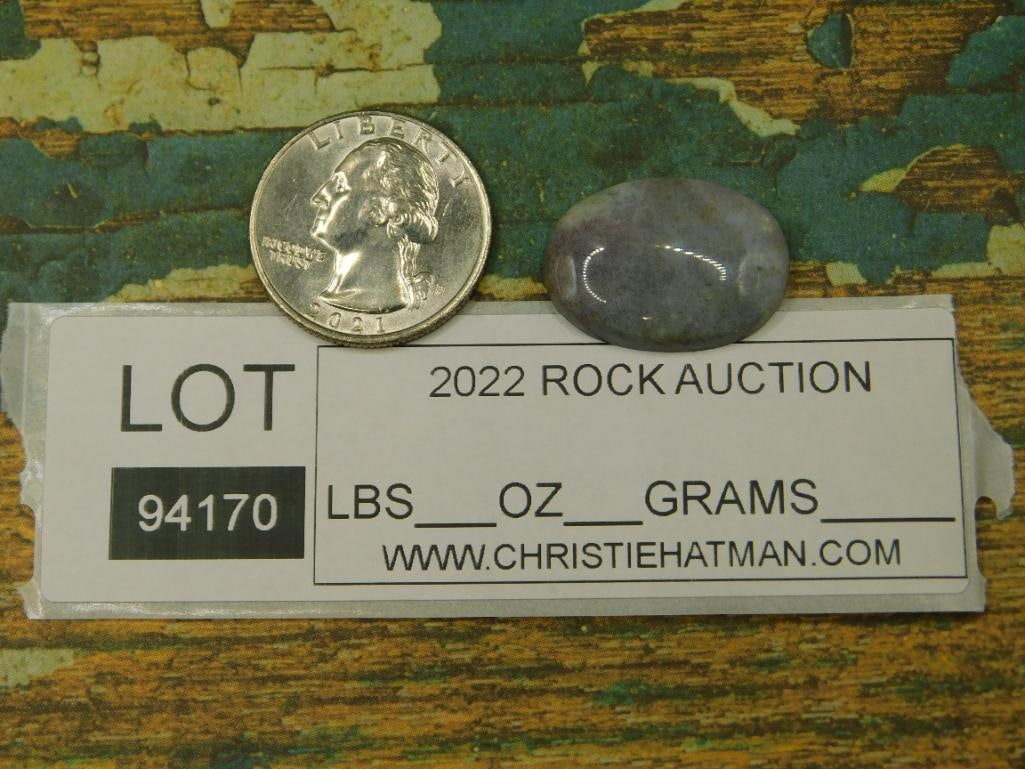 LIBERTY
IN GOD WE
TRUST
2021
LOT
94170
2022 ROCK AUCTION
LBS___OZ___GRAMS_____
WWW.CHRISTIEHATMAN.COM